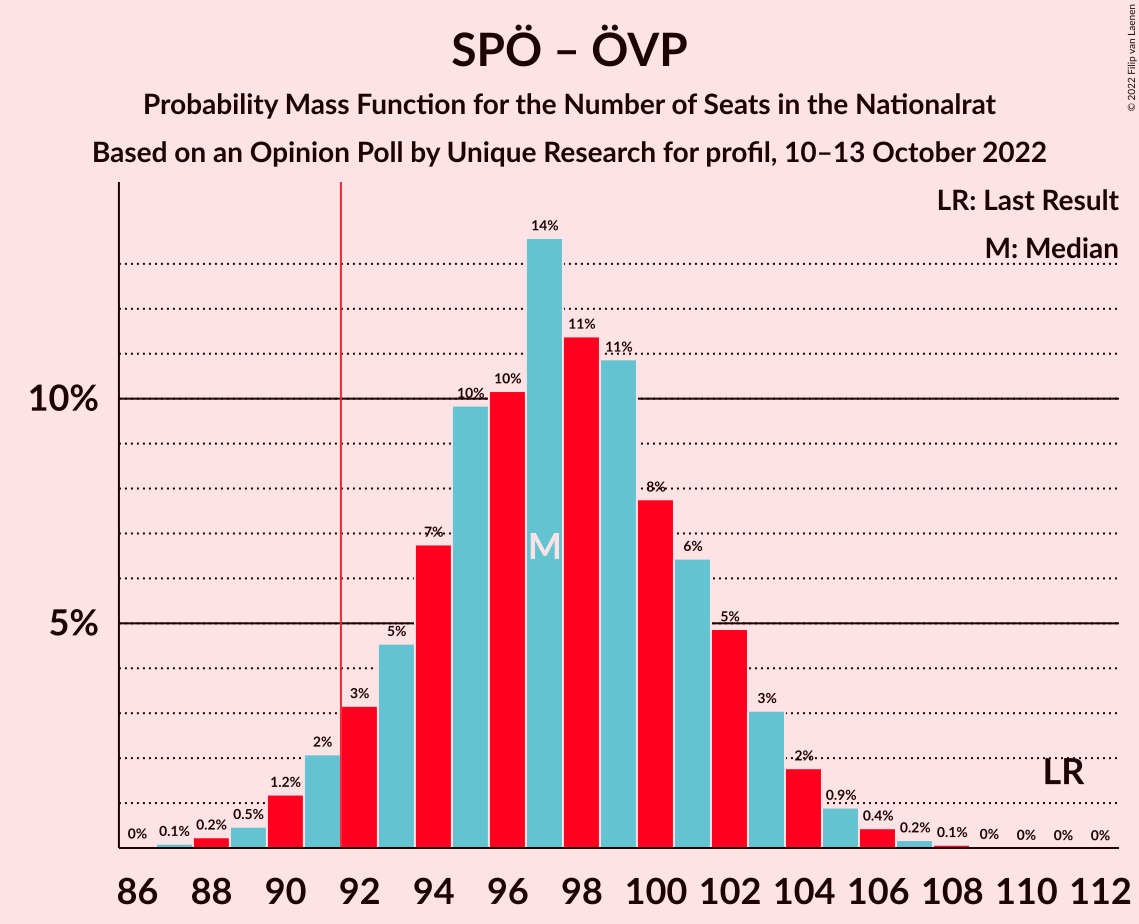 SPÖ – ÖVP
Probability Mass Function for the Number of Seats in the Nationalrat
Based on an Opinion Poll by Unique Research for profil, 10–13 October 2022
© 2022 Filip van Laenen
LR: Last Result
M: Median
10%
5%
0% 0.1% 0.2% 0.5% 1.2% 2% 3% 5% 7% 10% 10% 14% 11% 11% 8% 6% 5% 3% 2% 0.9% 0.4% 0.2% 0.1% 0% 0% 0% 0%
M
LR
86 88 90 92 94 96 98 100 102 104 106 108 110 112